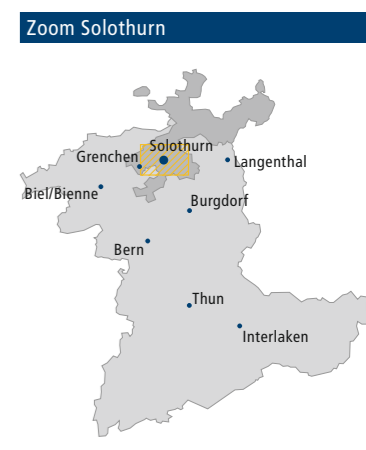 Zoom Solothurn
Solothurn
Grenchen
Langenthal
Biel/Bienne
Burgdorf
Bern
Thun
Interlaken